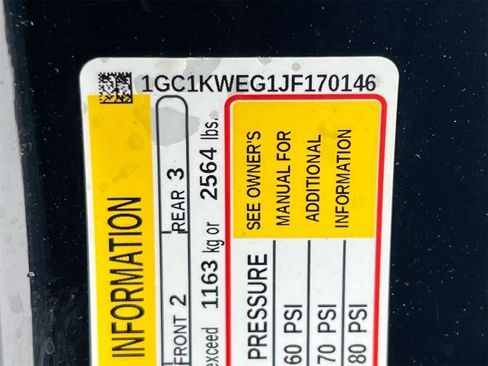 1GC1KWEG1JF170146
INFORMATION
FRONT 2 REAR 3
exceed 1163 kg or 2564 lbs.
PRESSURE
60 PSI
70 PSI
80 PSI
SEE OWNER'S
MANUAL FOR
ADDITIONAL
INFORMATION